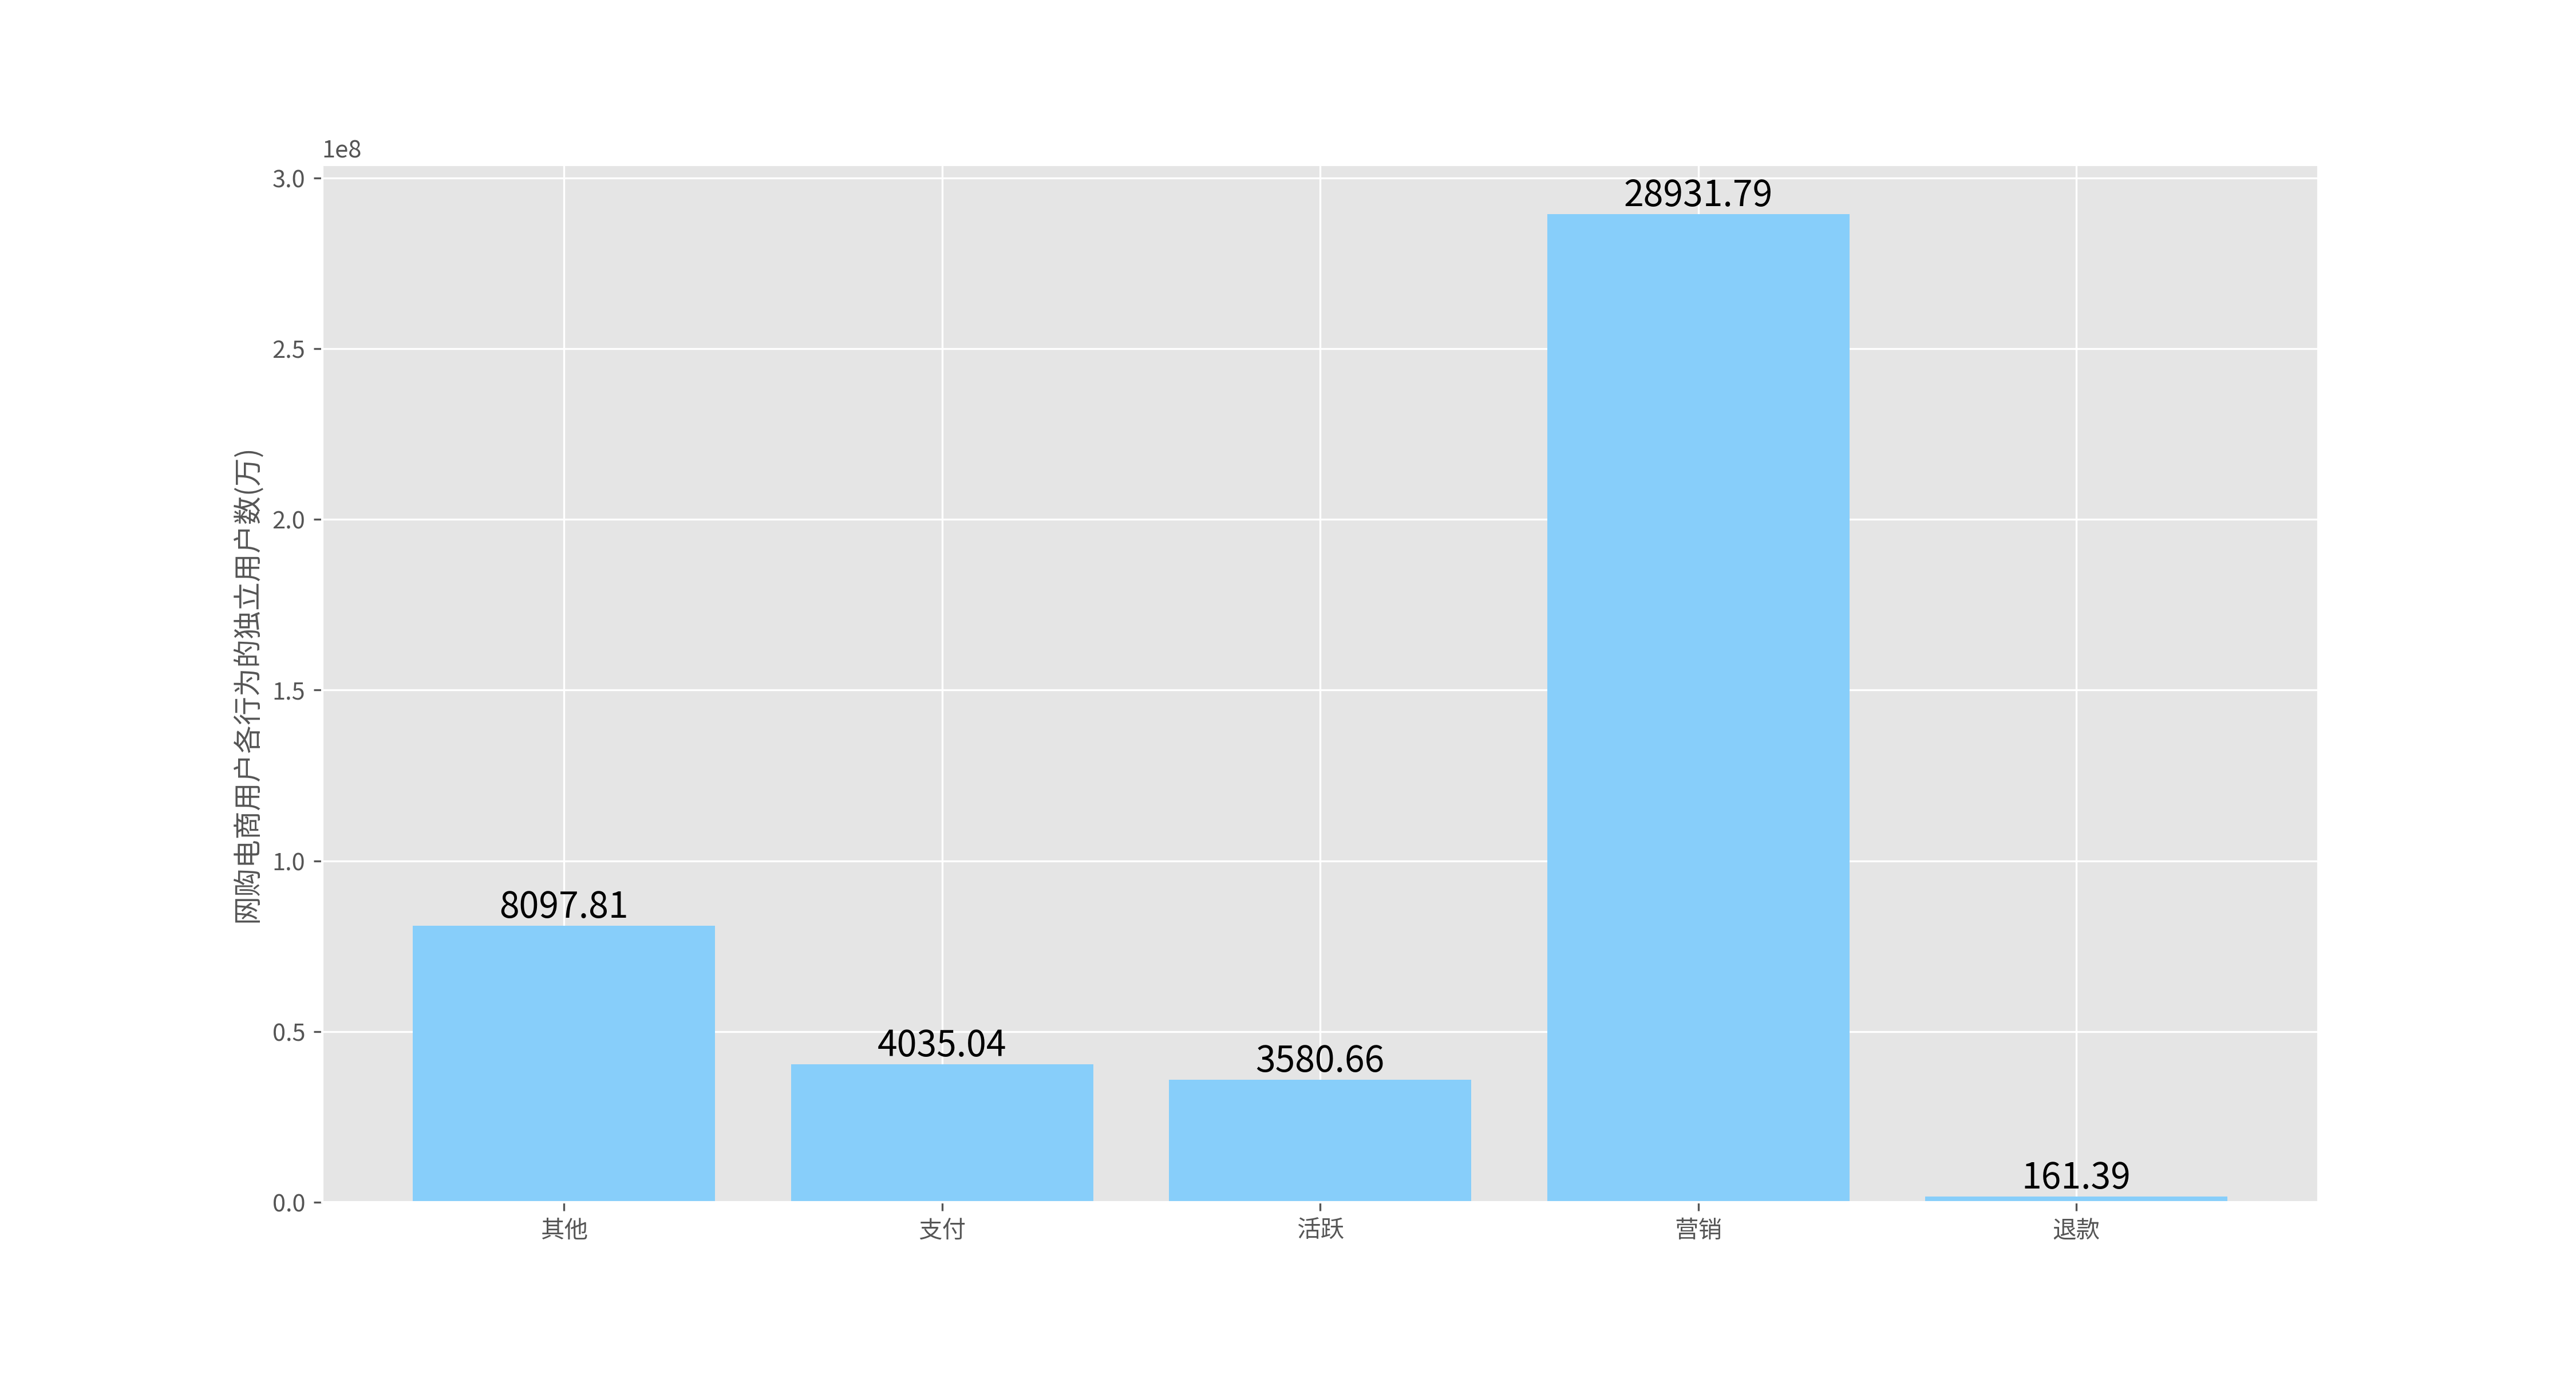 1e8
3.0
2.5
2.0
1.5
1.0
0.5
0.0
网购电商用户各行为的独立用户数(万)
8097.81
4035.04
3580.66
28931.79
161.39
其他
支付
活跃
营销
退款